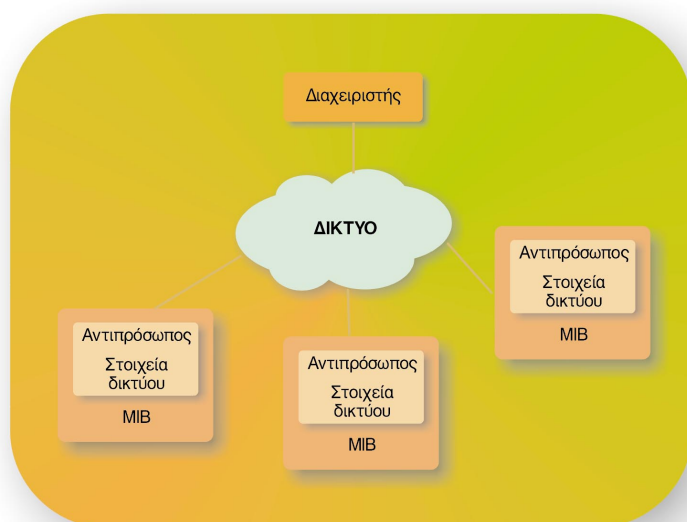 Διαχειριστής
ΔΙΚΤΥΟ
Αντιπρόσωπος
Στοιχεία
δικτύου
MIB
Αντιπρόσωπος
Στοιχεία
δικτύου
MIB
Αντιπρόσωπος
Στοιχεία
δικτύου
MIB